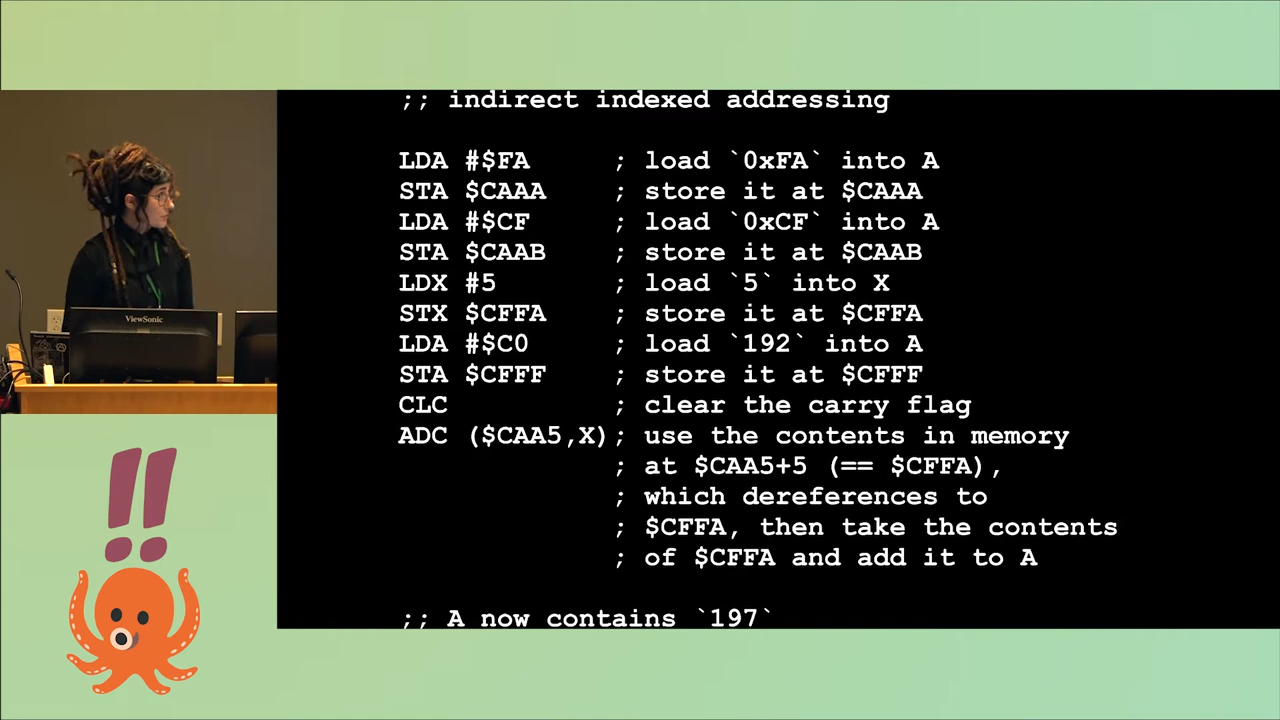 ;; indirect indexed addressing
LDA #$FA ; load `0xFA` into A
STA $CAAA ; store it at $CAAA
LDA #$CF ; load `0xCF` into A
STA $CAAB ; store it at $CAAB
LDX #5 ; load `5` into X
STX $CFFA ; store it at $CFFA
LDA #$C0 ; load `192` into A
STA $CFFF ; store it at $CFFF
CLC ; clear the carry flag
ADC ($CAA5,X); use the contents in memory
; at $CAA5+5 (== $CFFA),
; which dereferences to
; $CFFA, then take the contents
; of $CFFA and add it to A
;; A now contains `197`
ViewSonic
!!